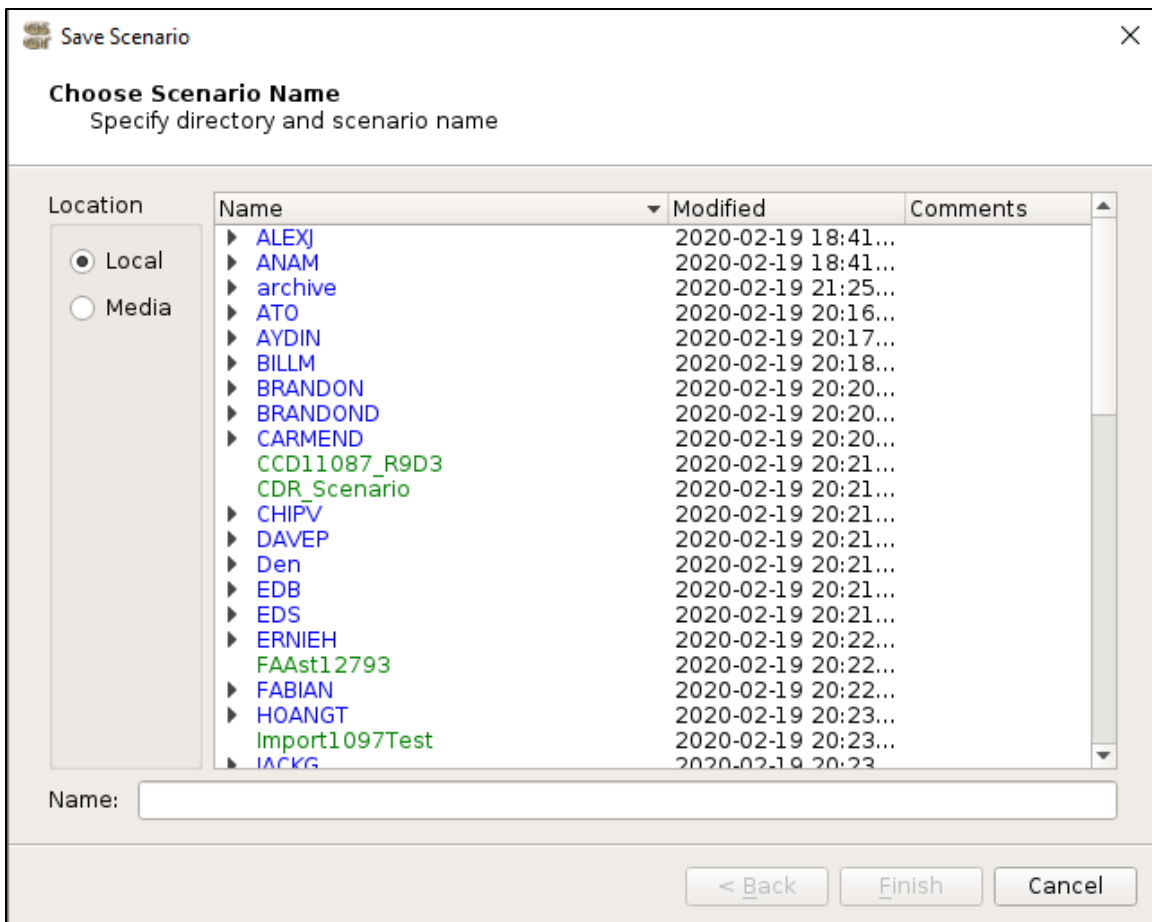 Save Scenario
Choose Scenario Name
Specify directory and scenario name
Location
Local
Media
Name Modified Comments
ALEXJ 2020-02-19 18:41...
ANAM 2020-02-19 18:41...
archive 2020-02-19 21:25...
ATO 2020-02-19 20:16...
AYDIN 2020-02-19 20:17...
BILLM 2020-02-19 20:18...
BRANDON 2020-02-19 20:20...
BRANDOND 2020-02-19 20:20...
CARMEND 2020-02-19 20:20...
CCD11087_R9D3 2020-02-19 20:21...
CDR_Scenario 2020-02-19 20:21...
CHIPV 2020-02-19 20:21...
DAVEP 2020-02-19 20:21...
Den 2020-02-19 20:21...
EDB 2020-02-19 20:21...
EDS 2020-02-19 20:21...
ERNIEH 2020-02-19 20:22...
FAAst12793 2020-02-19 20:22...
FABIAN 2020-02-19 20:22...
HOANGT 2020-02-19 20:23...
Import1097Test 2020-02-19 20:23...
JACKG 2020-02-19 20:23
Name:
< Back
Finish
Cancel